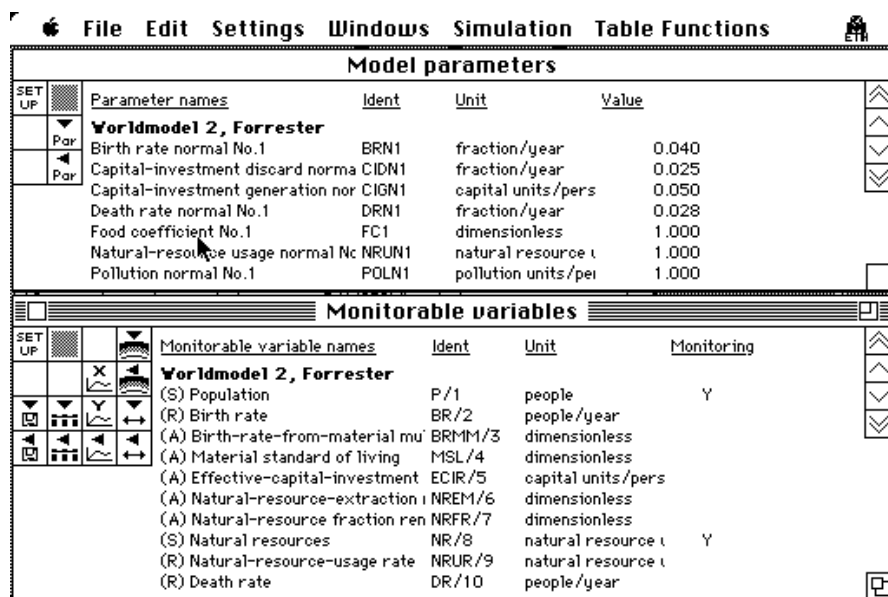 File Edit Settings Windows Simulation Table Functions ETH
Model parameters
SET UP
Par
Par
Parameter names Ident Unit Value
Worldmodel 2, Forrester
Birth rate normal No.1 BRN1 fraction/year 0.040
Capital-investment discard norma CIDN1 fraction/year 0.025
Capital-investment generation nor CIGN1 capital units/pers 0.050
Death rate normal No.1 DRN1 fraction/year 0.028
Food coefficient No.1 FC1 dimensionless 1.000
Natural-resource usage normal Nc NRUN1 natural resource u 1.000
Pollution normal No.1 POLN1 pollution units/per 1.000
Monitorable variables
SET UP
X
Y
Monitorable variable names Ident Unit Monitoring
Worldmodel 2, Forrester
(S) Population P/1 people Y
(R) Birth rate BR/2 people/year
(A) Birth-rate-from-material mu BRMM/3 dimensionless
(A) Material standard of living MSL/4 dimensionless
(A) Effective-capital-investment ECIR/5 capital units/pers
(A) Natural-resource-extraction NREM/6 dimensionless
(A) Natural-resource fraction ren NRFR/7 dimensionless
(S) Natural resources NR/8 natural resource u Y
(R) Natural-resource-usage rate NRUR/9 natural resource u
(R) Death rate DR/10 people/year